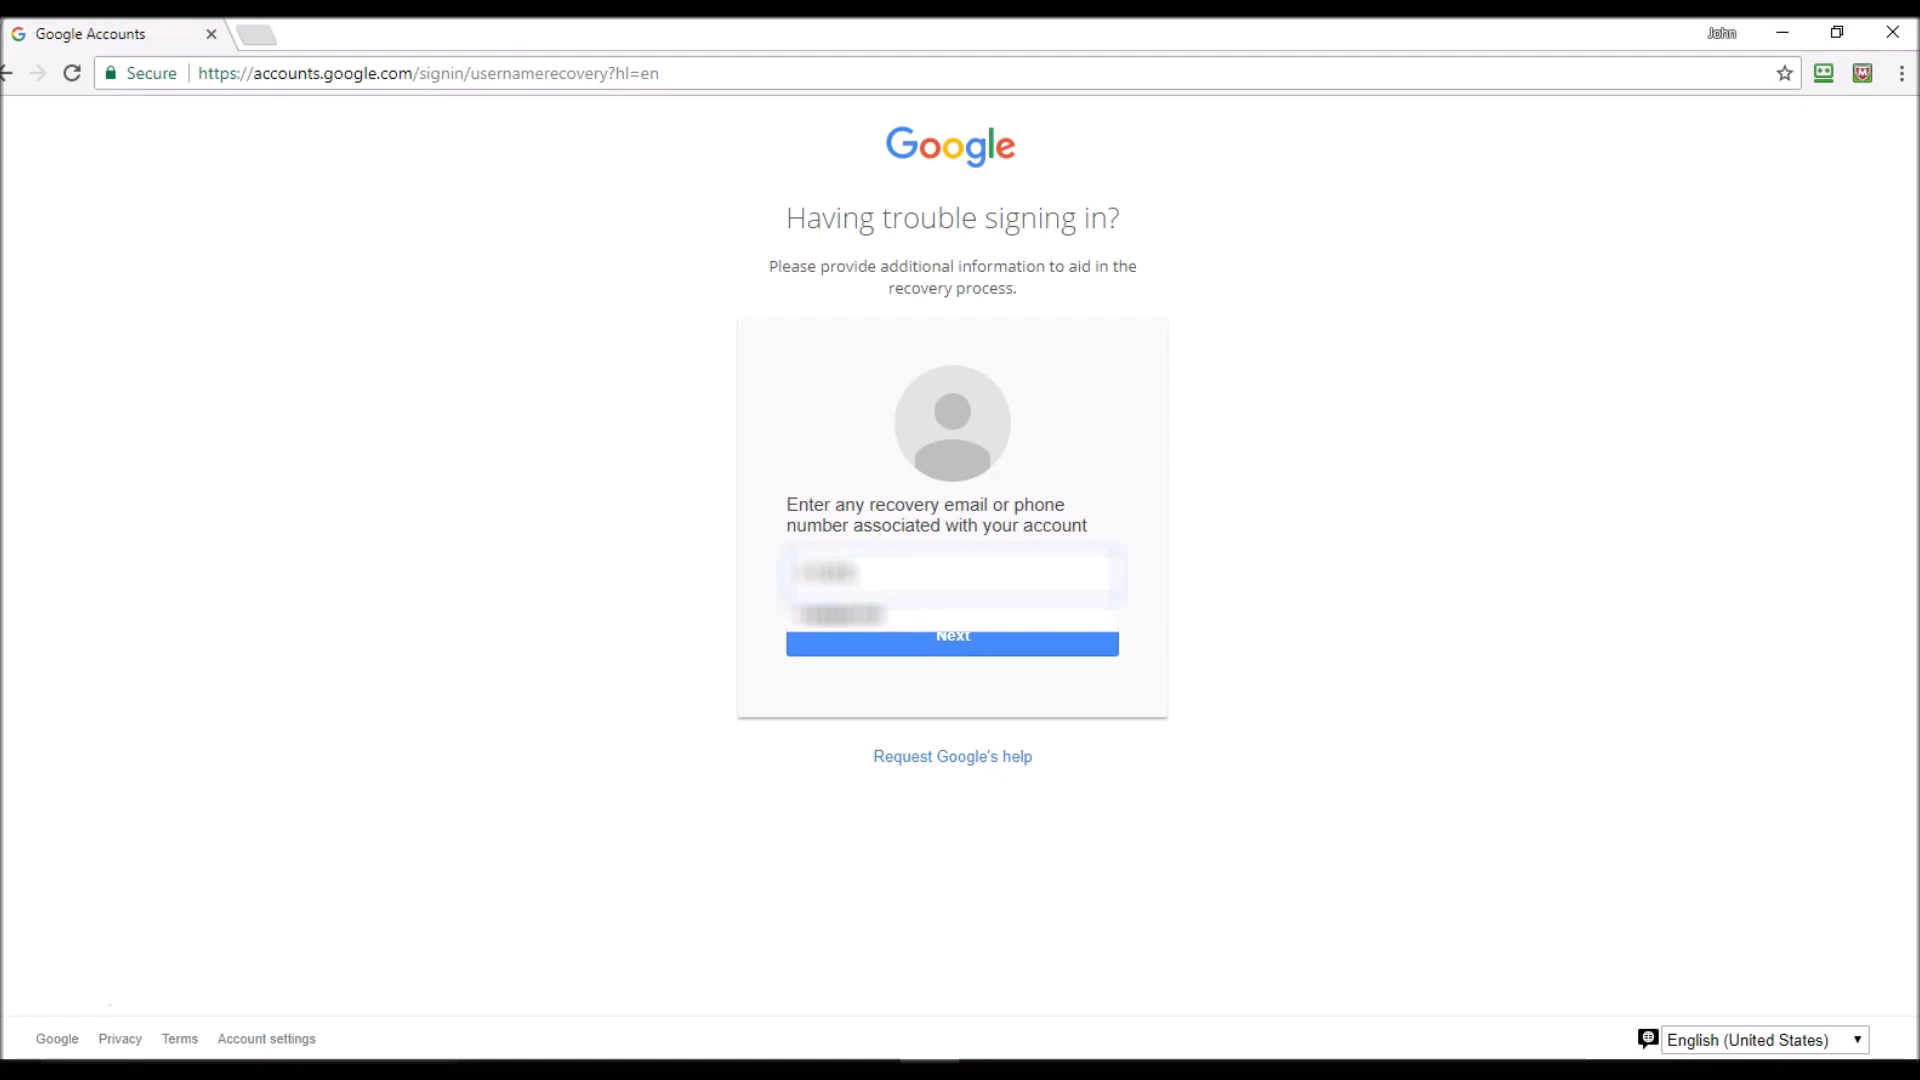 Google Accounts
John
Secure
https://accounts.google.com/signin/usernamerecovery?hl=en
Google
Having trouble signing in?
Please provide additional information to aid in the
recovery process.
Enter any recovery email or phone
number associated with your account
Next
Request Google's help
Google Privacy Terms Account settings
English (United States)